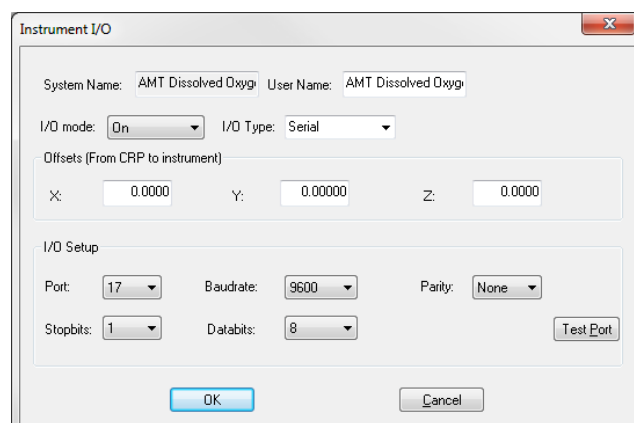 Instrument I/O
System Name: AMT Dissolved Oxyg User Name: AMT Dissolved Oxyg
I/O mode: On I/O Type: Serial
Offsets (From CRP to instrument)
X: 0.0000 Y: 0.00000 Z: 0.0000
I/O Setup
Port: 17 Baudrate: 9600 Parity: None
Stopbits: 1 Databits: 8 Test Port
OK Cancel